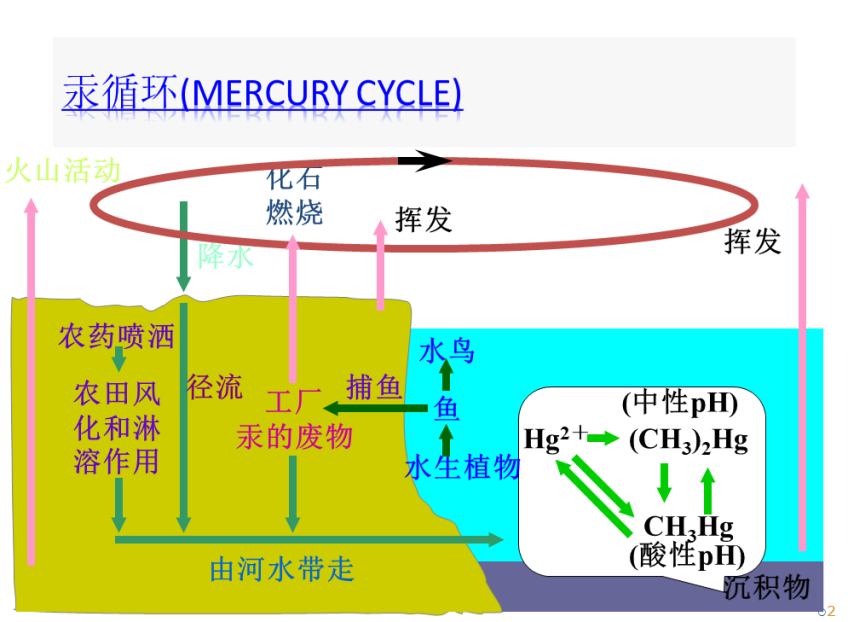 汞循环(MERCURY CYCLE)
火山活动
化石
燃烧
挥发
挥发
降水
农药喷洒
水鸟
农田风
化和淋
溶作用
径流
工厂
汞的废物
捕鱼
鱼
水生植物
(中性pH)
Hg²⁺
(CH₃)₂Hg
CH₃Hg
(酸性pH)
由河水带走
沉积物
62